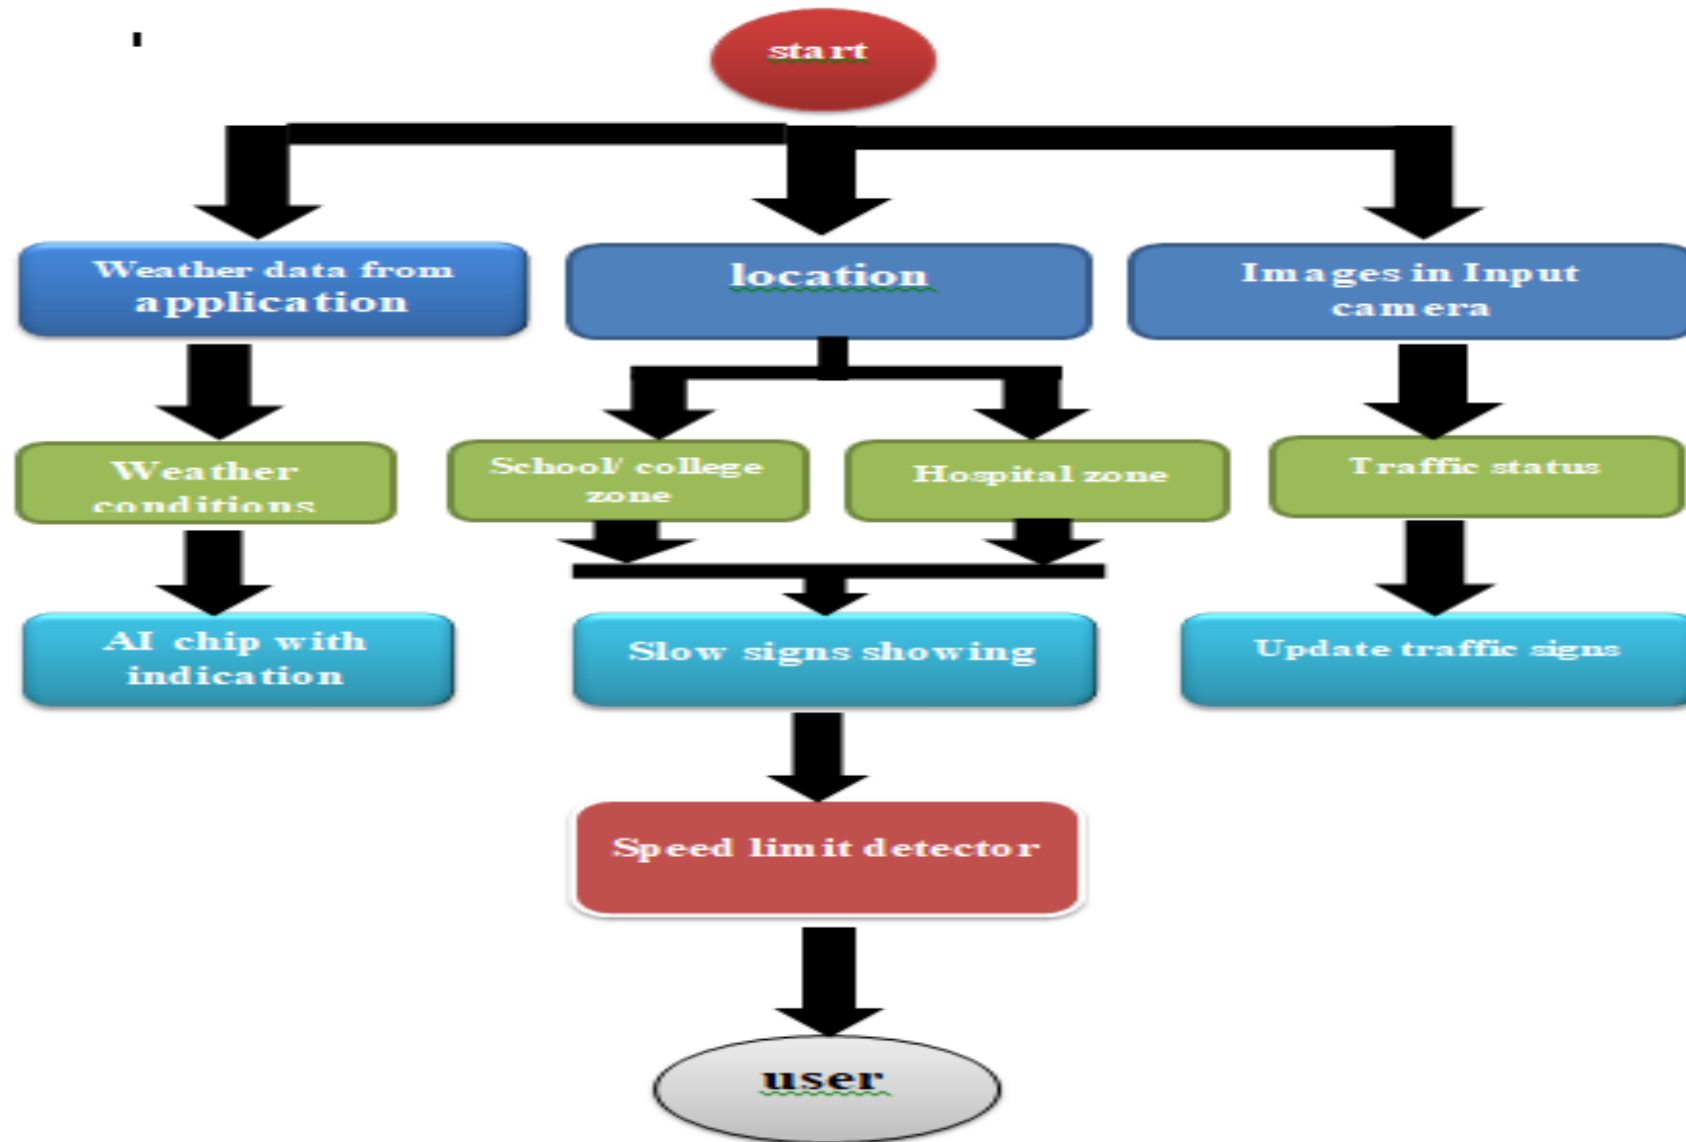 start
Weather data from
application
location
Images in Input
camera
Weather
conditions
School/ college
zone
Hospital zone
Traffic status
AI chip with
indication
Slow signs showing
Update traffic signs
Speed limit detector
user